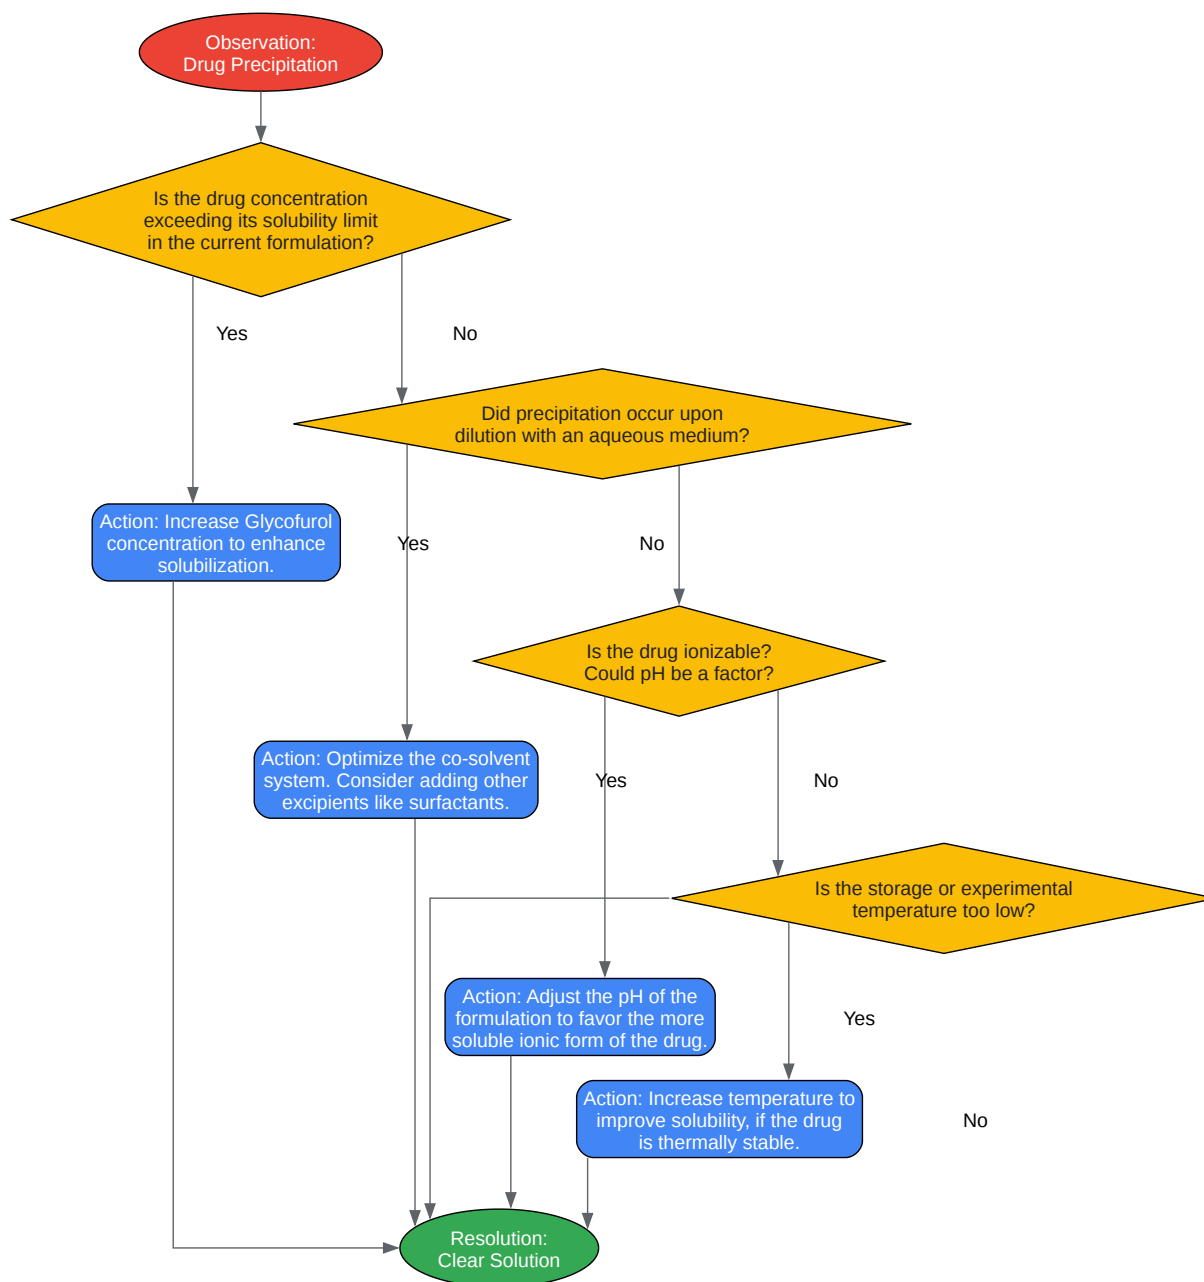 Observation:
Drug Precipitation
Is the drug concentration
exceeding its solubility limit
in the current formulation?
Yes
No
Did precipitation occur upon
dilution with an aqueous medium?
Action: Increase Glycofurol
concentration to enhance
solubilization.
Yes
No
Is the drug ionizable?
Could pH be a factor?
Action: Optimize the co-solvent
system. Consider adding other
excipients like surfactants.
Yes
No
Is the storage or experimental
temperature too low?
Action: Adjust the pH of the
formulation to favor the more
soluble ionic form of the drug.
Yes
Action: Increase temperature to
improve solubility, if the drug
is thermally stable.
No
Resolution:
Clear Solution